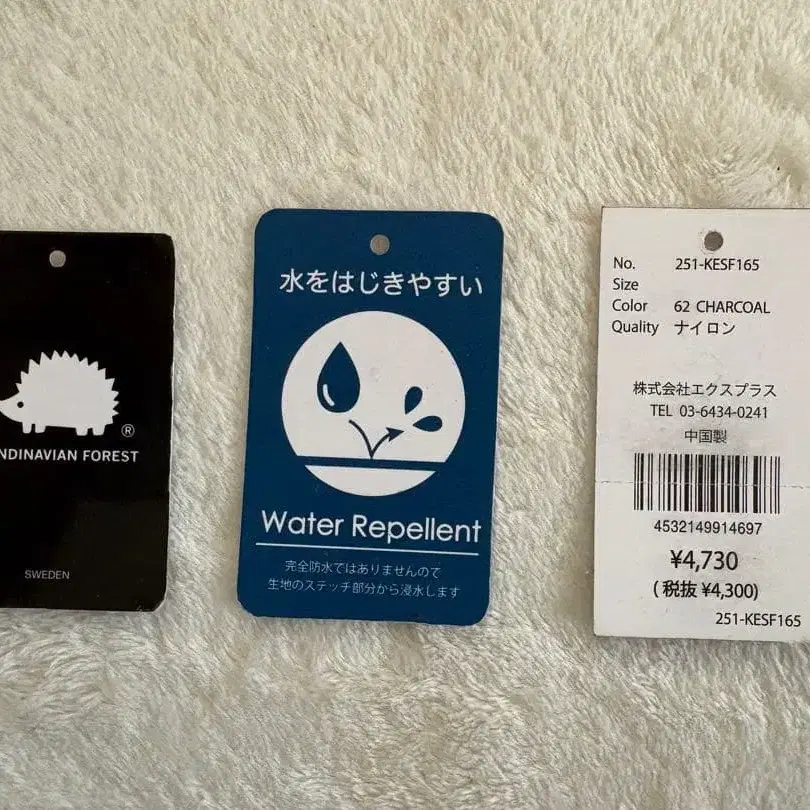 ®
NDINAVIAN FOREST
SWEDEN
水をはじきやすい
Water Repellent
完全防水ではありませんので
生地のステッチ部分から浸水します
No. 251-KESF165
Size
Color 62 CHARCOAL
Quality ナイロン
株式会社エクスプラス
TEL 03-6434-0241
中国製
4532149914697
¥4,730
(税抜 ¥4,300)
251-KESF165